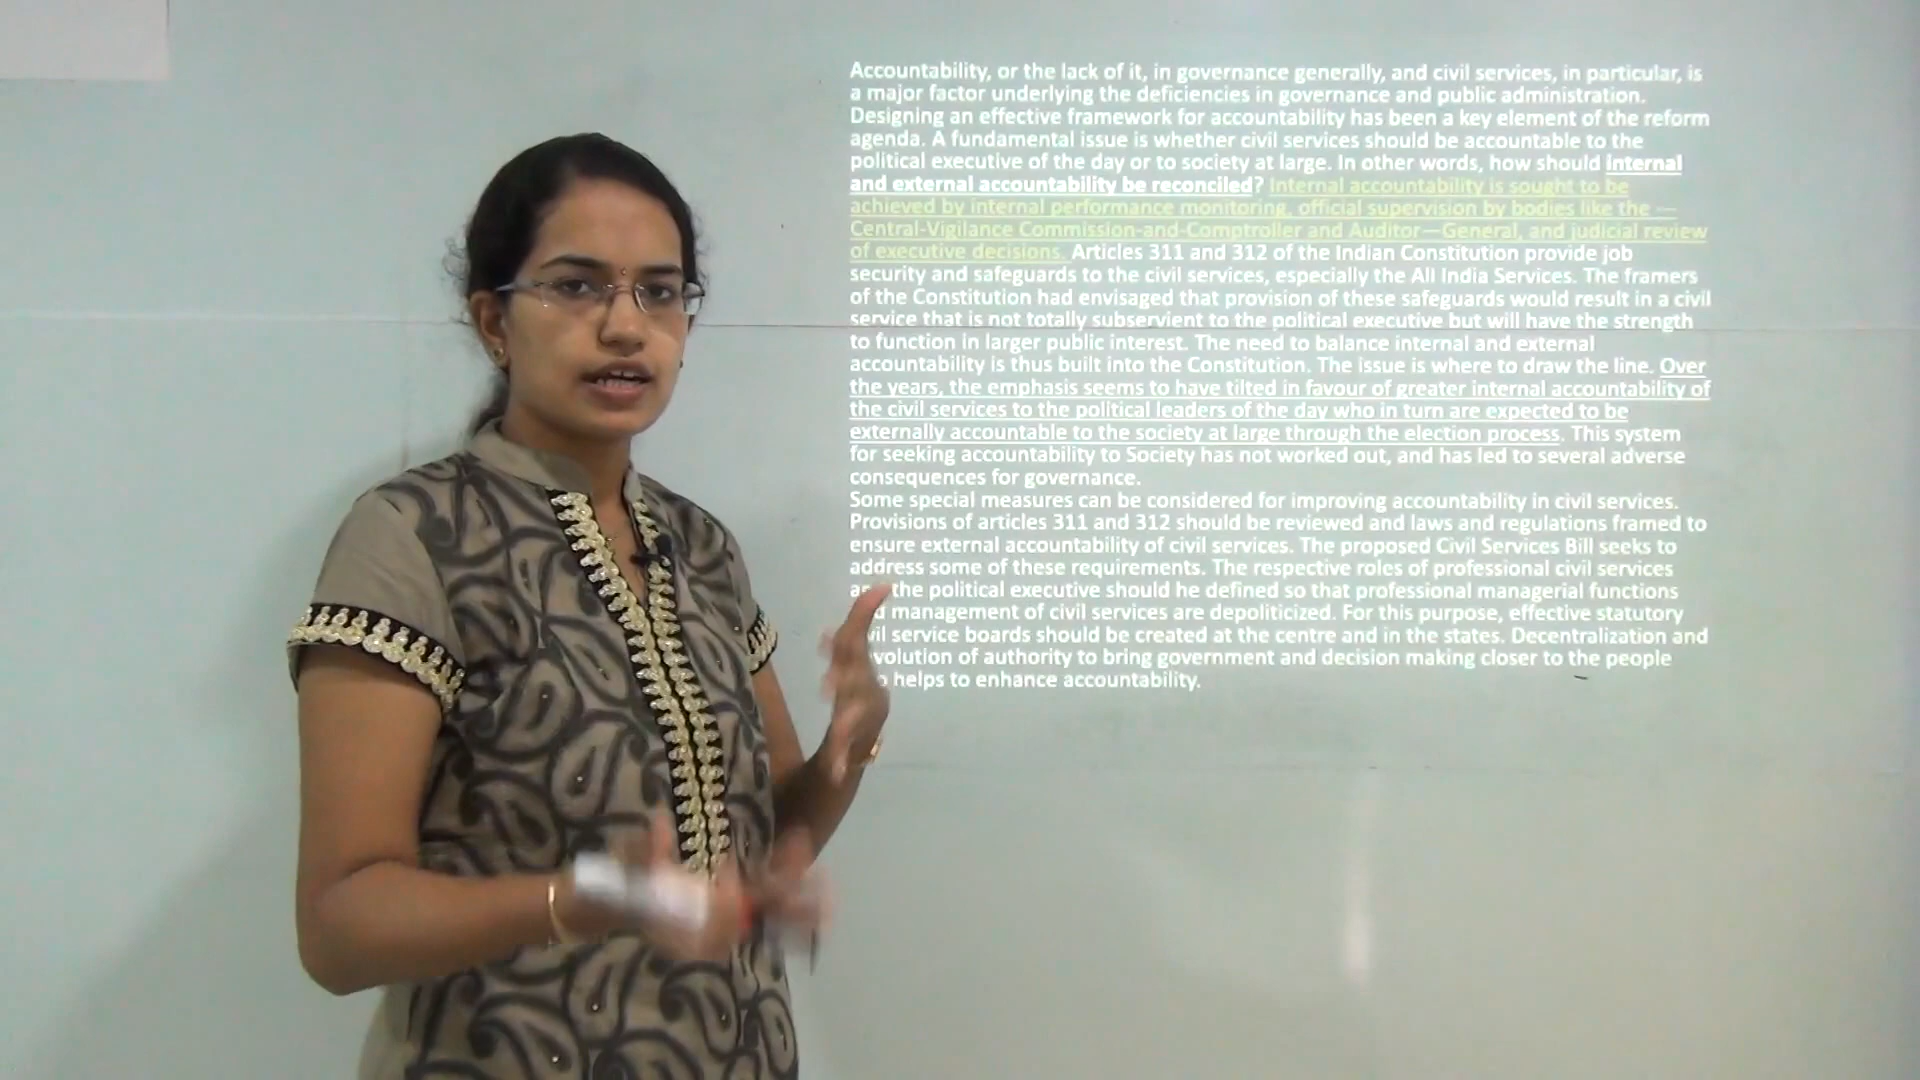 Accountability, or the lack of it, in governance generally, and civil services, in particular, is
a major factor underlying the deficiencies in governance and public administration.
Designing an effective framework for accountability has been a key element of the reform
agenda. A fundamental issue is whether civil services should be accountable to the
political executive of the day or to society at large. In other words, how should internal
and external accountability be reconciled? Internal accountability is sought to be
achieved by internal performance monitoring, official supervision by bodies like the —
Central-Vigilance Commission-and-Comptroller and Auditor—General, and judicial review
of executive decisions. Articles 311 and 312 of the Indian Constitution provide job
security and safeguards to the civil services, especially the All India Services. The framers
of the Constitution had envisaged that provision of these safeguards would result in a civil
service that is not totally subservient to the political executive but will have the strength
to function in larger public interest. The need to balance internal and external
accountability is thus built into the Constitution. The issue is where to draw the line. Over
the years, the emphasis seems to have tilted in favour of greater internal accountability of
the civil services to the political leaders of the day who in turn are expected to be
externally accountable to the society at large through the election process. This system
for seeking accountability to Society has not worked out, and has led to several adverse
consequences for governance.
Some special measures can be considered for improving accountability in civil services.
Provisions of articles 311 and 312 should be reviewed and laws and regulations framed to
ensure external accountability of civil services. The proposed Civil Services Bill seeks to
address some of these requirements. The respective roles of professional civil services
the political executive should he defined so that professional managerial functions
management of civil services are depoliticized. For this purpose, effective statutory
service boards should be created at the centre and in the states. Decentralization and
of authority to bring government and decision making closer to the people
helps to enhance accountability.